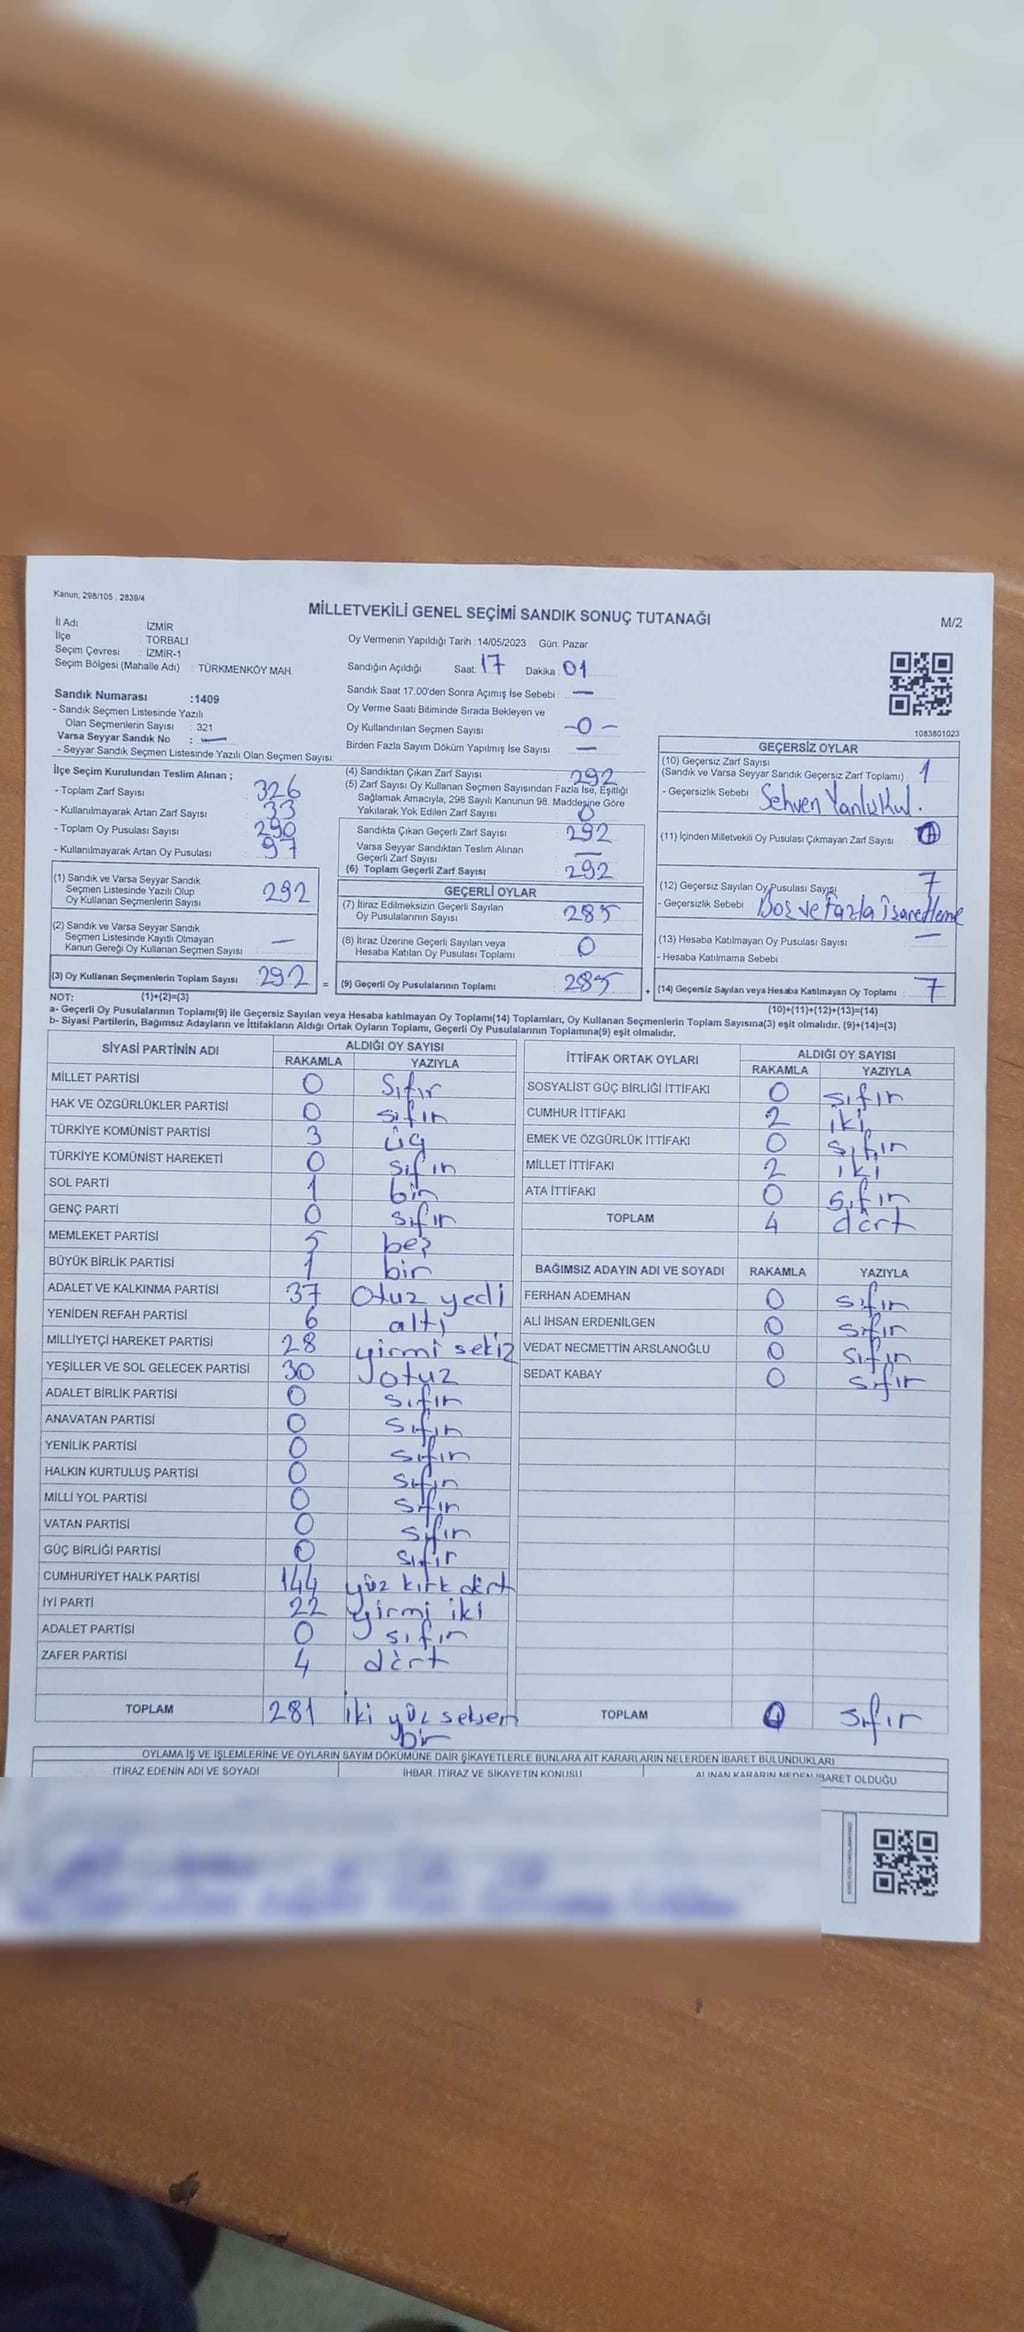 Kanun, 298/105 , 2839/4
MİLLETVEKİLİ GENEL SEÇİMİ SANDIK SONUÇ TUTANAĞI
M/2
İl Adı : İZMİR
İlçe : TORBALI
Seçim Çevresi : İZMİR-1
Seçim Bölgesi (Mahalle Adı) : TÜRKMENKÖY MAH.
Oy Vermenin Yapıldığı Tarih : 14/05/2023 Gün. Pazar
Sandığın Açıldığı Saat: 17 Dakika : 01
Sandık Saat 17.00'den Sonra Açımış İse Sebebi : —
Oy Verme Saati Bitiminde Sırada Bekleyen ve
Oy Kullandırılan Seçmen Sayısı -0-
Birden Fazla Sayım Döküm Yapılmış İse Sayısı —
Sandık Numarası :1409
- Sandık Seçmen Listesinde Yazılı
Olan Seçmenlerin Sayısı : 321
Varsa Seyyar Sandık No : —
- Seyyar Sandık Seçmen Listesinde Yazılı Olan Seçmen Sayısı:
1083801023
İlçe Seçim Kurulundan Teslim Alınan ;
- Toplam Zarf Sayısı 326
- Kullanılmayarak Artan Zarf Sayısı 33
- Toplam Oy Pusulası Sayısı
- Kullanılmayarak Artan Oy Pusulası 97
(1) Sandık ve Varsa Seyyar Sandık
Seçmen Listesinde Yazılı Olup
Oy Kullanan Seçmenlerin Sayısı 292
(2) Sandık ve Varsa Seyyar Sandık
Seçmen Listesinde Kayıtlı Olmayan
Kanun Gereği Oy Kullanan Seçmen Sayısı —
(3) Oy Kullanan Seçmenlerin Toplam Sayısı 292 =
(4) Sandıktan Çıkan Zarf Sayısı 292
(5) Zarf Sayısı Oy Kullanan Seçmen Sayısından Fazla İse, Eşitliği
Sağlamak Amacıyla, 298 Sayılı Kanunun 98. Maddesine Göre
Yakılarak Yok Edilen Zarf Sayısı 0
Sandıkta Çıkan Geçerli Zarf Sayısı 292
Varsa Seyyar Sandıktan Teslim Alınan
Geçerli Zarf Sayısı —
(6) Toplam Geçerli Zarf Sayısı 292
GEÇERLİ OYLAR
(7) İtiraz Edilmeksizin Geçerli Sayılan
Oy Pusulalarının Sayısı 285
(8) İtiraz Üzerine Geçerli Sayılan veya
Hesaba Katılan Oy Pusulası Toplamı 0
(9) Geçerli Oy Pusulalarının Toplamı 285 +
GEÇERSİZ OYLAR
(10) Geçersiz Zarf Sayısı
(Sandık ve Varsa Seyyar Sandık Geçersiz Zarf Toplamı) : 1
- Geçersizlik Sebebi Sehven
(11) İçinden Milletvekili Oy Pusulası Çıkmayan Zarf Sayısı :
(12) Geçersiz Sayılan Oy Pusulası Sayısı 7
- Geçersizlik Sebebi Boş ve Fazla İşaretleme
(13) Hesaba Katılmayan Oy Pusulası Sayısı : —
- Hesaba Katılmama Sebebi
(14) Geçersiz Sayılan veya Hesaba Katılmayan Oy Toplamı : 7
NOT: (1)+(2)=(3) (10)+(11)+(12)+(13)=(14)
a- Geçerli Oy Pusulalarının Toplamı(9) ile Geçersiz Sayılan veya Hesaba katılmayan Oy Toplamı(14) Toplamları, Oy Kullanan Seçmenlerin Toplam Sayısına(3) eşit olmalıdır. (9)+(14)=(3)
b- Siyasi Partilerin, Bağımsız Adayların ve İttifakların Aldığı Ortak Oyların Toplamı, Geçerli Oy Pusulalarının Toplamına(9) eşit olmalıdır.
SİYASİ PARTİNİN ADI ALDIĞI OY SAYISI
RAKAMLA YAZIYLA
MİLLET PARTİSİ 0 Sıfır
HAK VE ÖZGÜRLÜKLER PARTİSİ 0 sıfır
TÜRKİYE KOMÜNİST PARTİSİ 3 üç
TÜRKİYE KOMÜNİST HAREKETİ 0 sıfır
SOL PARTİ 1 bir
GENÇ PARTİ 0 sıfır
MEMLEKET PARTİSİ 5 beş
BÜYÜK BİRLİK PARTİSİ 1 bir
ADALET VE KALKINMA PARTİSİ 37 Otuz yedi
YENİDEN REFAH PARTİSİ 6 altı
MİLLİYETÇİ HAREKET PARTİSİ 28 yirmi sekiz
YEŞİLLER VE SOL GELECEK PARTİSİ 30 otuz
ADALET BİRLİK PARTİSİ 0 sıfır
ANAVATAN PARTİSİ 0 sıfır
YENİLİK PARTİSİ 0 sıfır
HALKIN KURTULUŞ PARTİSİ 0 sıfır
MİLLİ YOL PARTİSİ 0 sıfır
VATAN PARTİSİ 0 sıfır
GÜÇ BİRLİĞİ PARTİSİ 0 sıfır
CUMHURİYET HALK PARTİSİ 144 yüz kırk dört
İYİ PARTİ 22 yirmi iki
ADALET PARTİSİ 0 sıfır
ZAFER PARTİSİ 4 dört
TOPLAM 281 İki yüz seksen
bir
İTTİFAK ORTAK OYLARI ALDIĞI OY SAYISI
RAKAMLA YAZIYLA
SOSYALİST GÜÇ BİRLİĞİ İTTİFAKI 0 sıfır
CUMHUR İTTİFAKI 2 iki
EMEK VE ÖZGÜRLÜK İTTİFAKI 0 sıfır
MİLLET İTTİFAKI 2 iki
ATA İTTİFAKI 0 sıfır
TOPLAM 4 dört
BAĞIMSIZ ADAYIN ADI VE SOYADI RAKAMLA YAZIYLA
FERHAN ADEMHAN 0 sıfır
ALİ İHSAN ERDENİLGEN 0 sıfır
VEDAT NECMETTİN ARSLANOĞLU 0 sıfır
SEDAT KABAY 0 sıfır
TOPLAM 0 sıfır
OYLAMA İŞ VE İŞLEMLERİNE VE OYLARIN SAYIM DÖKÜMÜNE DAİR ŞİKAYETLERLE BUNLARA AİT KARARLARIN NELERDEN İBARET BULUNDUKLARI
İTİRAZ EDENİN ADI VE SOYADI İHBAR, İTİRAZ VE ŞİKAYETİN KONUSU ALINAN KARARIN NEDEN İBARET OLDUĞU